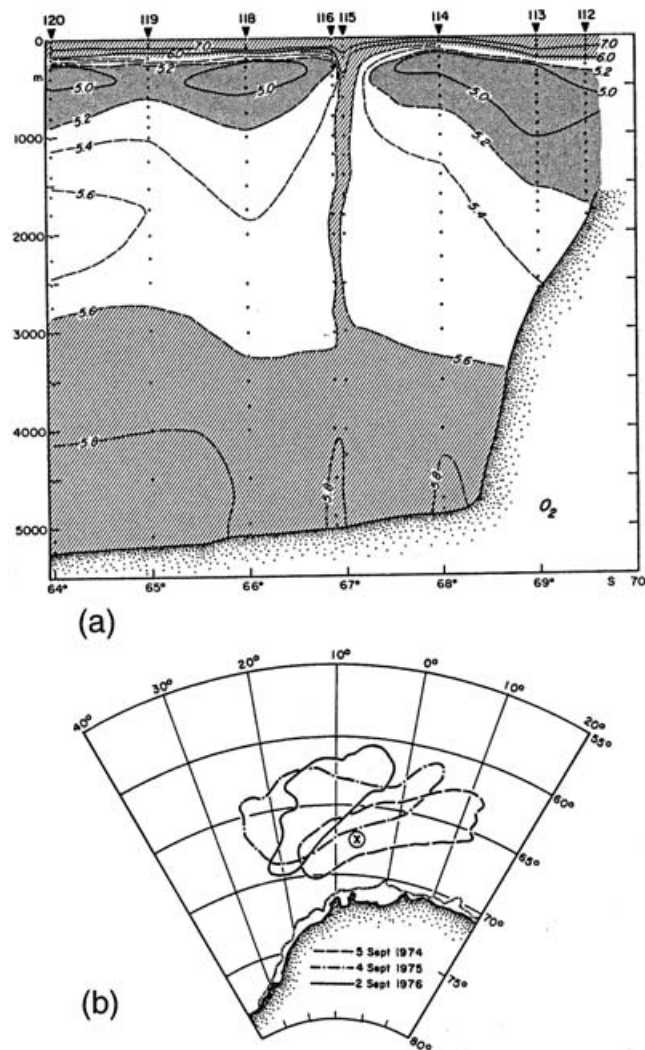 120 119 118 116 115 114 113 112
0
m.
1000
2000
3000
4000
5000
7.0 7.0
6.0 6.0
5.2 5.2
5.0 5.0 5.0 5.0
5.2 5.2
5.4 5.4
5.6
5.6 5.6
5.8 5.8 5.8
O2
64° 65° 66° 67° 68° 69° S 70
(a)
40° 30° 20° 10° 0° 10° 20°
55°
60°
65°
70°
75°
80°
X
5 Sept 1974
4 Sept 1975
2 Sept 1976
(b)